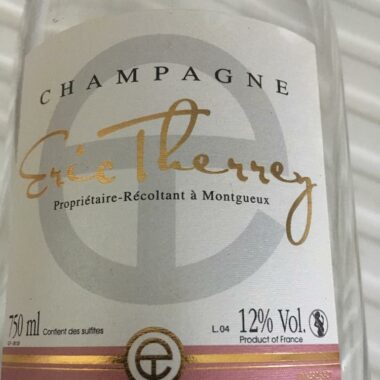 CHAMPAGNE
Eric Therrey
Propriétaire-Récoltant à Montgueux
750 ml Contient des sulfites L.04 12% Vol.
Product of France